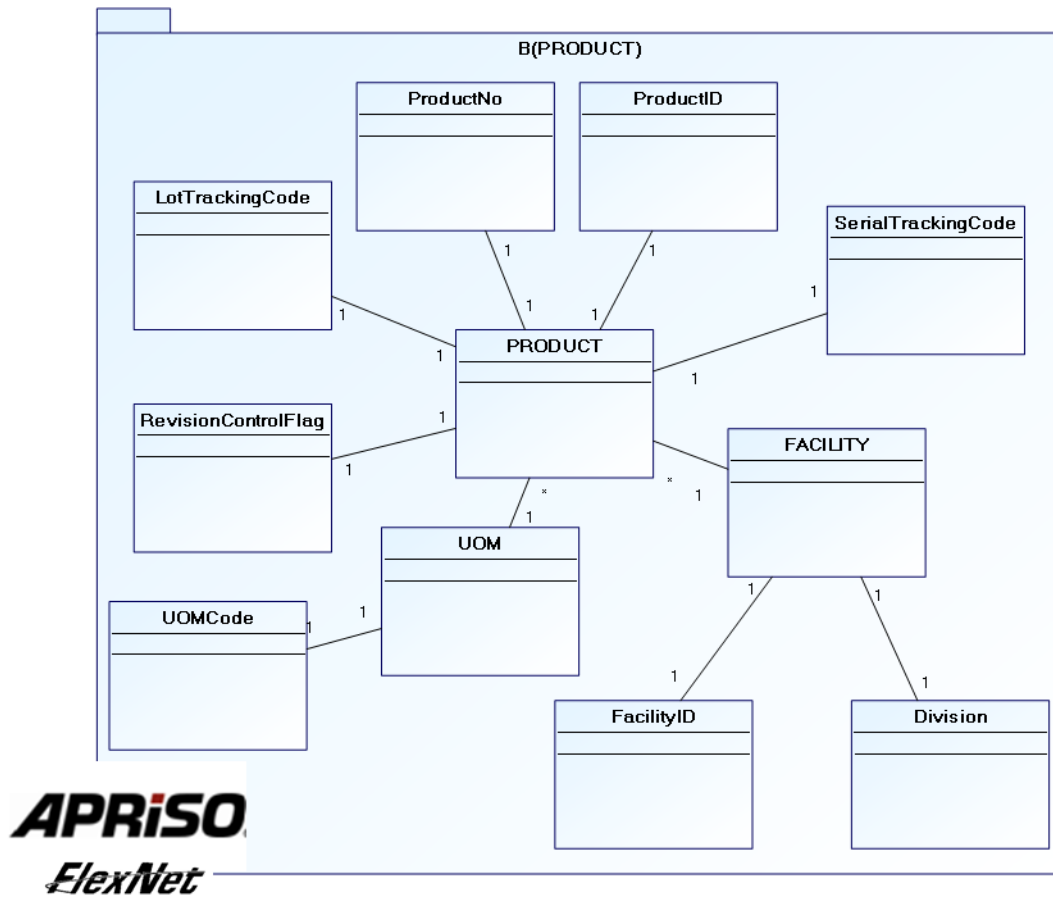 B(PRODUCT)
ProductNo
ProductID
LotTrackingCode
SerialTrackingCode
1
1
1
1
1
1
1
1
PRODUCT
1
1
RevisionControlFlag
1
1
FACILITY
*
1
*
1
UOM
1
1
UOMCode
1
1
1
1
FacilityID
Division
APRiSO.
FlexNet